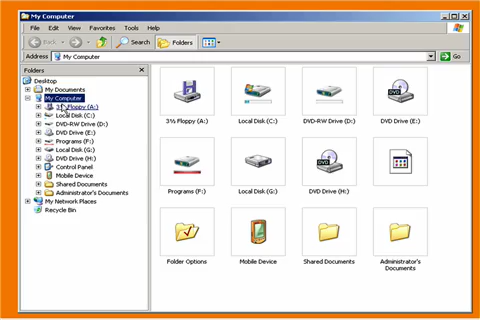 My Computer
File Edit View Favorites Tools Help
Back Search Folders
Address My Computer Go
Folders
Desktop
My Documents
My Computer
3½ Floppy (A:)
Local Disk (C:)
DVD-RW Drive (D:)
DVD Drive (E:)
Programs (F:)
Local Disk (G:)
DVD Drive (H:)
Control Panel
Mobile Device
Shared Documents
Administrator's Documents
My Network Places
Recycle Bin
3½ Floppy (A:) Local Disk (C:) DVD-RW Drive (D:) DVD Drive (E:)
Programs (F:) Local Disk (G:) DVD Drive (H:)
Folder Options Mobile Device Shared Documents Administrator's
Documents
DVD
DVD